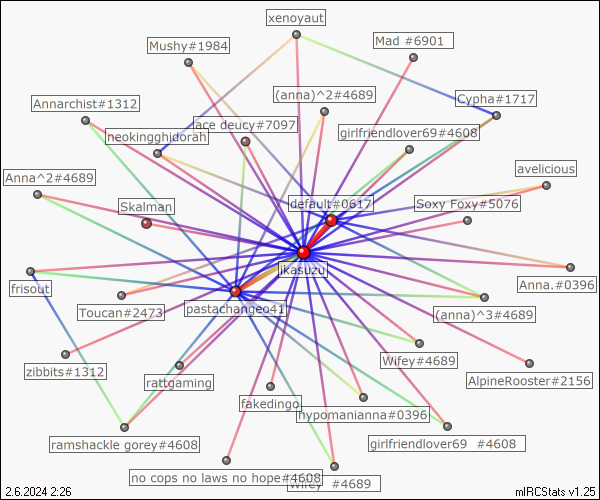 xenoyaut
Mushy#1984
Mad #6901
(anna)^2#4689
Cypha#1717
Annarchist#1312
ace deucy#7097
girlfriendlover69#4608
neokingghidorah
avelicious
Anna^2#4689
Skalman
default#0617
Soxy Foxy#5076
jikasuzu
Anna.#0396
frisout
Toucan#2473
pastachangeo41
(anna)^3#4689
zibbits#1312
rattgaming
Wifey#4689
AlpineRooster#2156
fakedingo
hypomanianna#0396
ramshackle gorey#4608
girlfriendlover69 #4608
no cops no laws no hope#4608
Wifey #4689
2.6.2024 2:26
mIRCStats v1.25